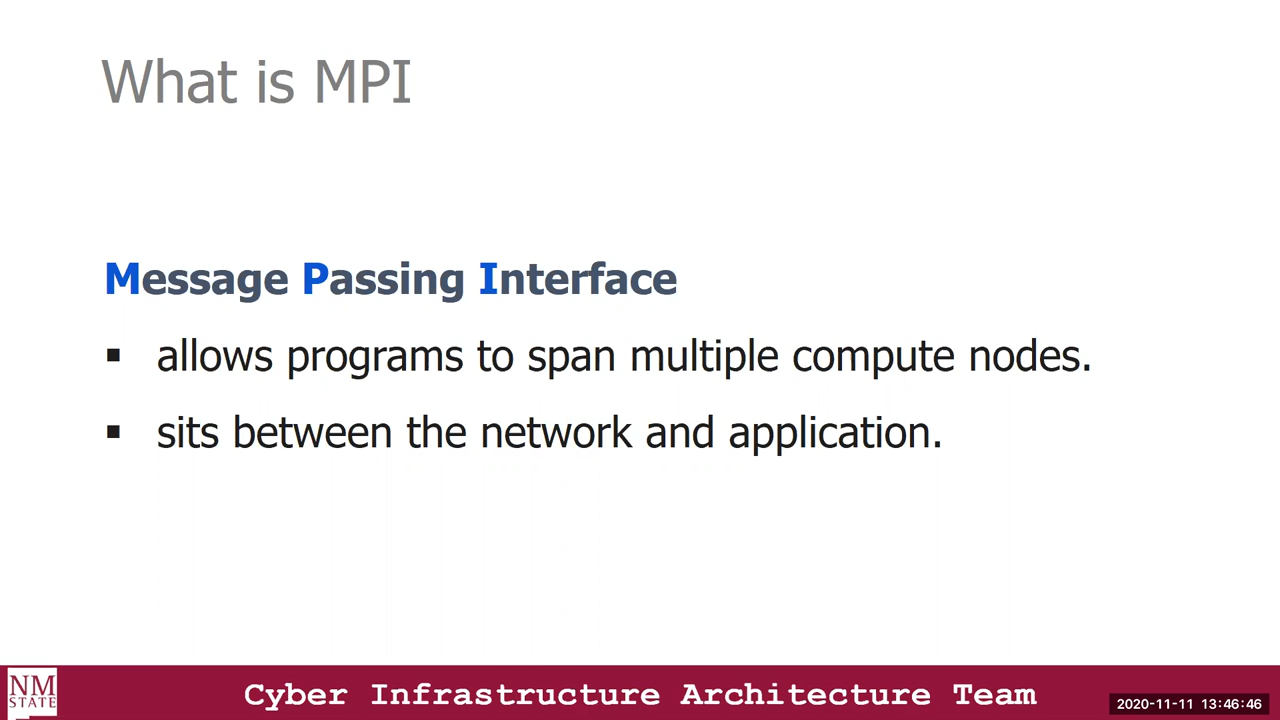 What is MPI
Message Passing Interface
▪ allows programs to span multiple compute nodes.
▪ sits between the network and application.
NM
STATE
Cyber Infrastructure Architecture Team
2020-11-11 13:46:46